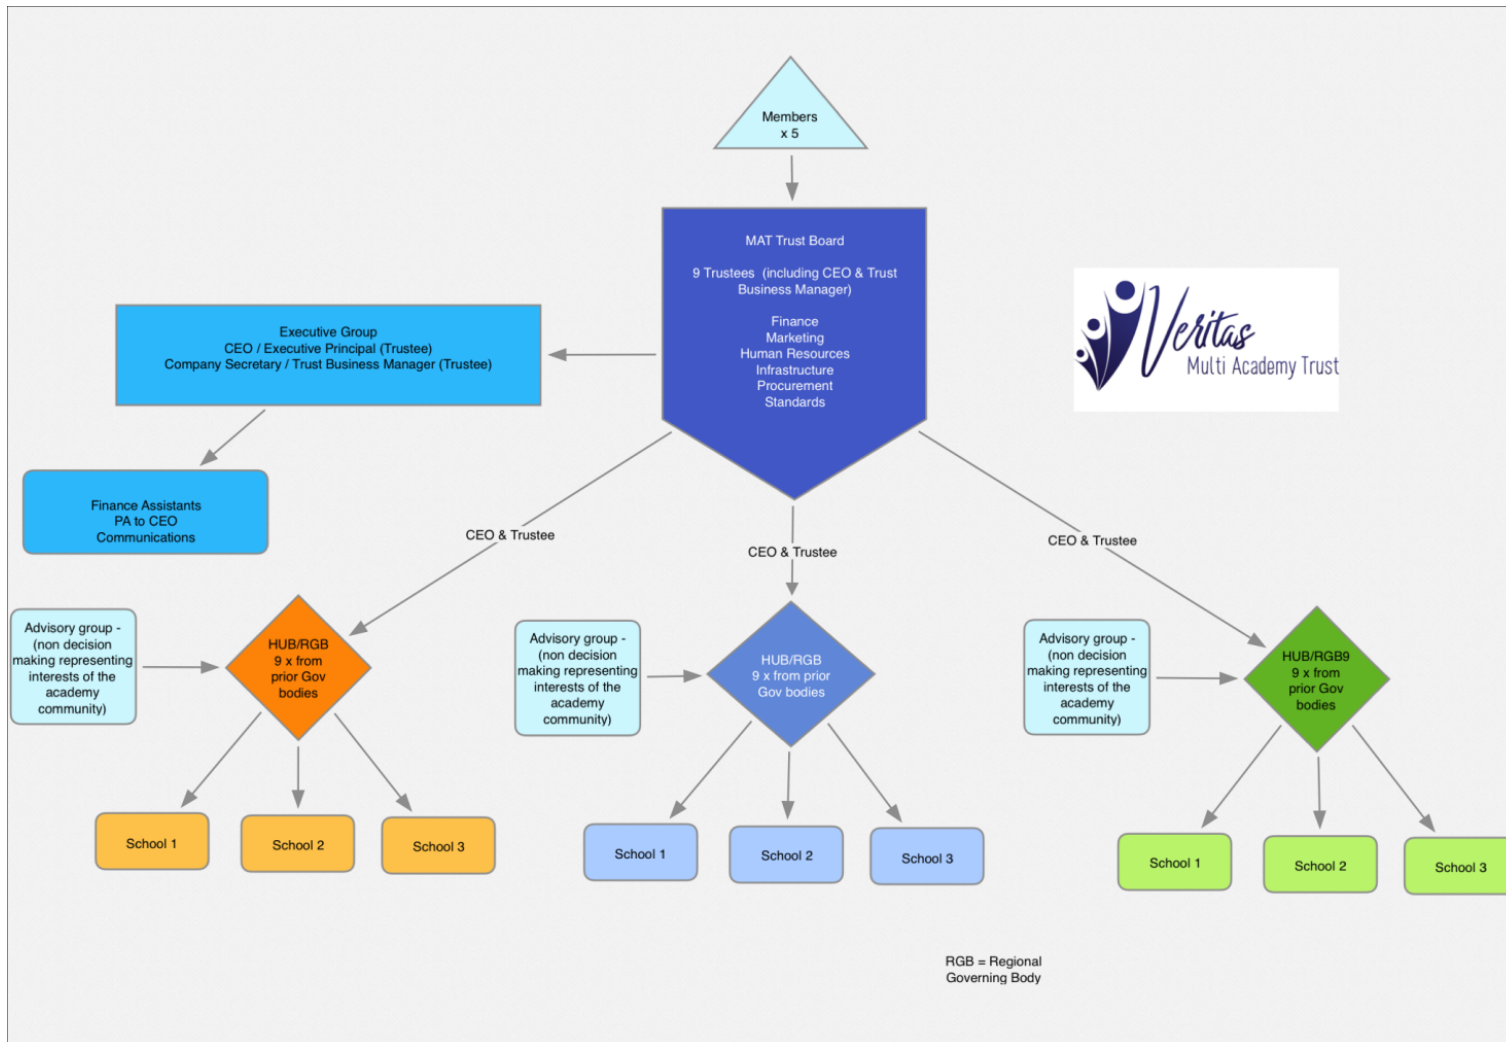 Members
x 5
MAT Trust Board
9 Trustees (including CEO & Trust
Business Manager)
Finance
Marketing
Human Resources
Infrastructure
Procurement
Standards
Veritas
Multi Academy Trust
Executive Group
CEO / Executive Principal (Trustee)
Company Secretary / Trust Business Manager (Trustee)
Finance Assistants
PA to CEO
Communications
CEO & Trustee
CEO & Trustee
CEO & Trustee
Advisory group -
(non decision
making representing
interests of the
academy
community)
HUB/RGB
9 x from
prior Gov
bodies
Advisory group -
(non decision
making representing
interests of the
academy
community)
HUB/RGB
9 x from prior
Gov bodies
Advisory group -
(non decision
making representing
interests of the
academy
community)
HUB/RGB9
9 x from
prior Gov
bodies
School 1
School 2
School 3
School 1
School 2
School 3
School 1
School 2
School 3
RGB = Regional
Governing Body